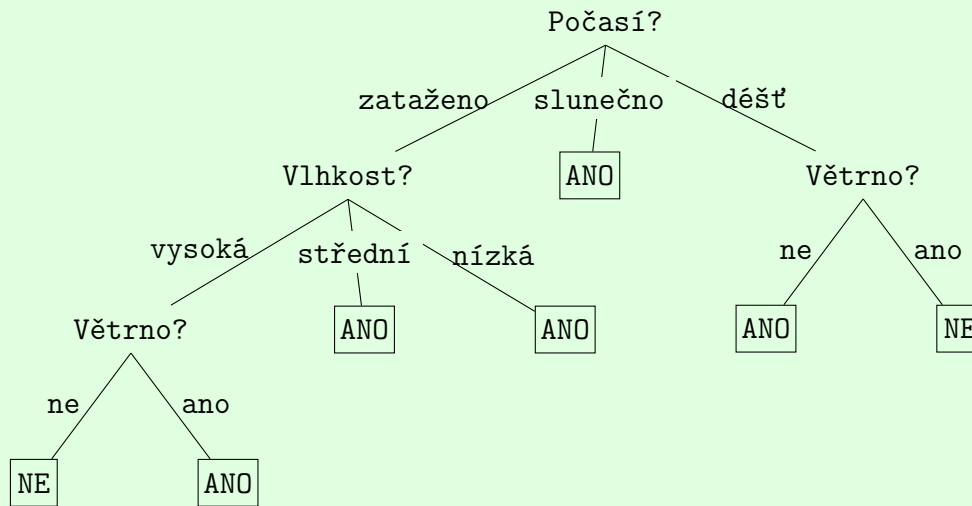 Počasí?
zataženo slunečno déšť
Vlhkost? ANO Větrno?
vysoká střední nízká ne ano
Větrno? ANO ANO ANO NE
ne ano
NE ANO